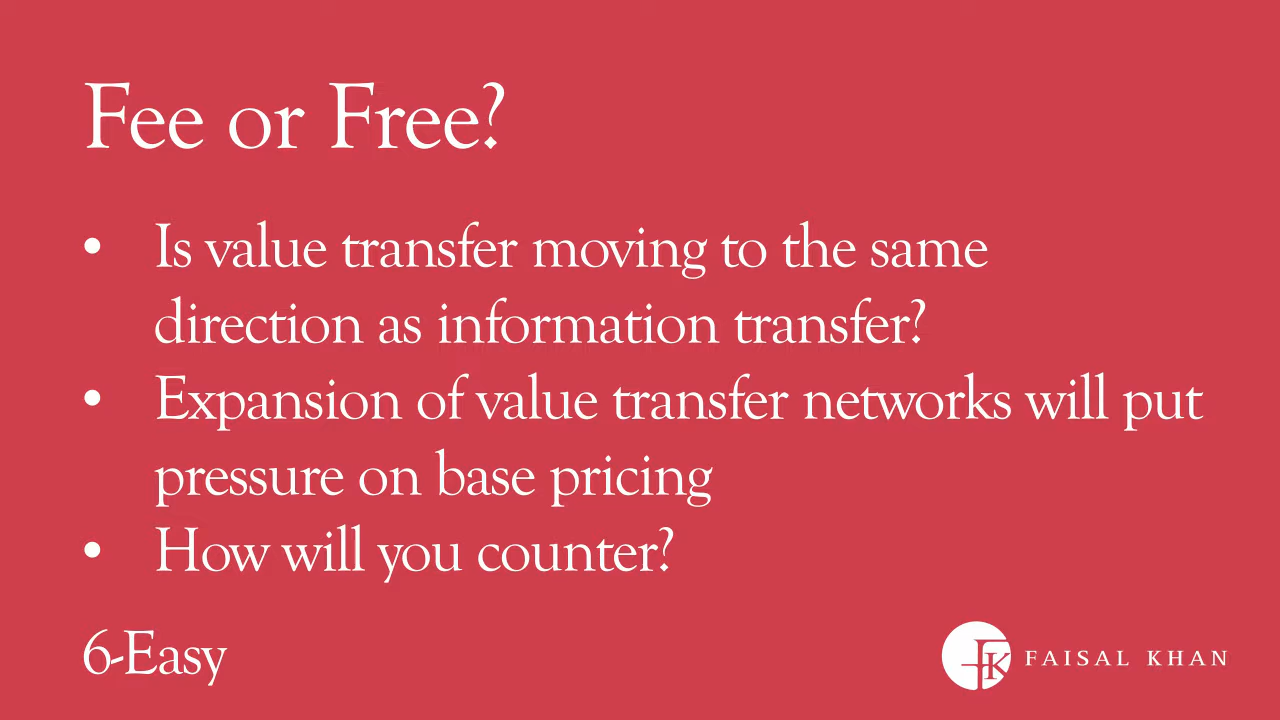 Fee or Free?
• Is value transfer moving to the same
direction as information transfer?
• Expansion of value transfer networks will put
pressure on base pricing
• How will you counter?
6-Easy
FK FAISAL KHAN